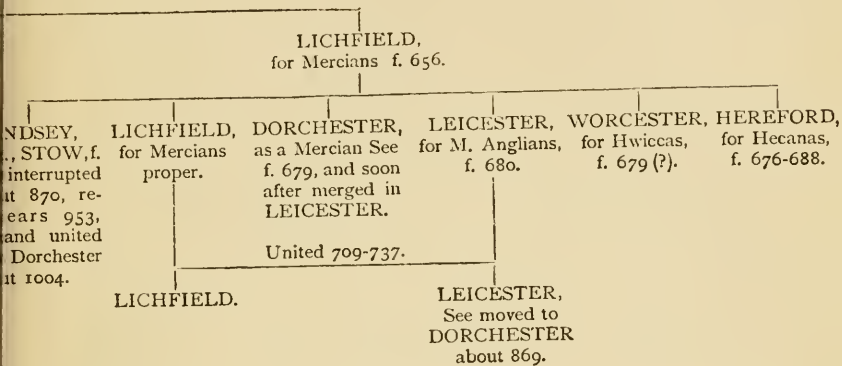 LICHFIELD,
for Mercians f. 656.
NDSEY,
., STOW, f.
interrupted
ut 870, re-
ears 953,
and united
Dorchester
ut 1004.
LICHFIELD,
for Mercians
proper.
DORCHESTER,
as a Mercian See
f. 679, and soon
after merged in
LEICESTER.
LEICESTER,
for M. Anglians,
f. 680.
WORCESTER,
for Hwiccas,
f. 679 (?).
HEREFORD,
for Hecanas,
f. 676-688.
United 709-737.
LICHFIELD.
LEICESTER,
See moved to
DORCHESTER
about 869.